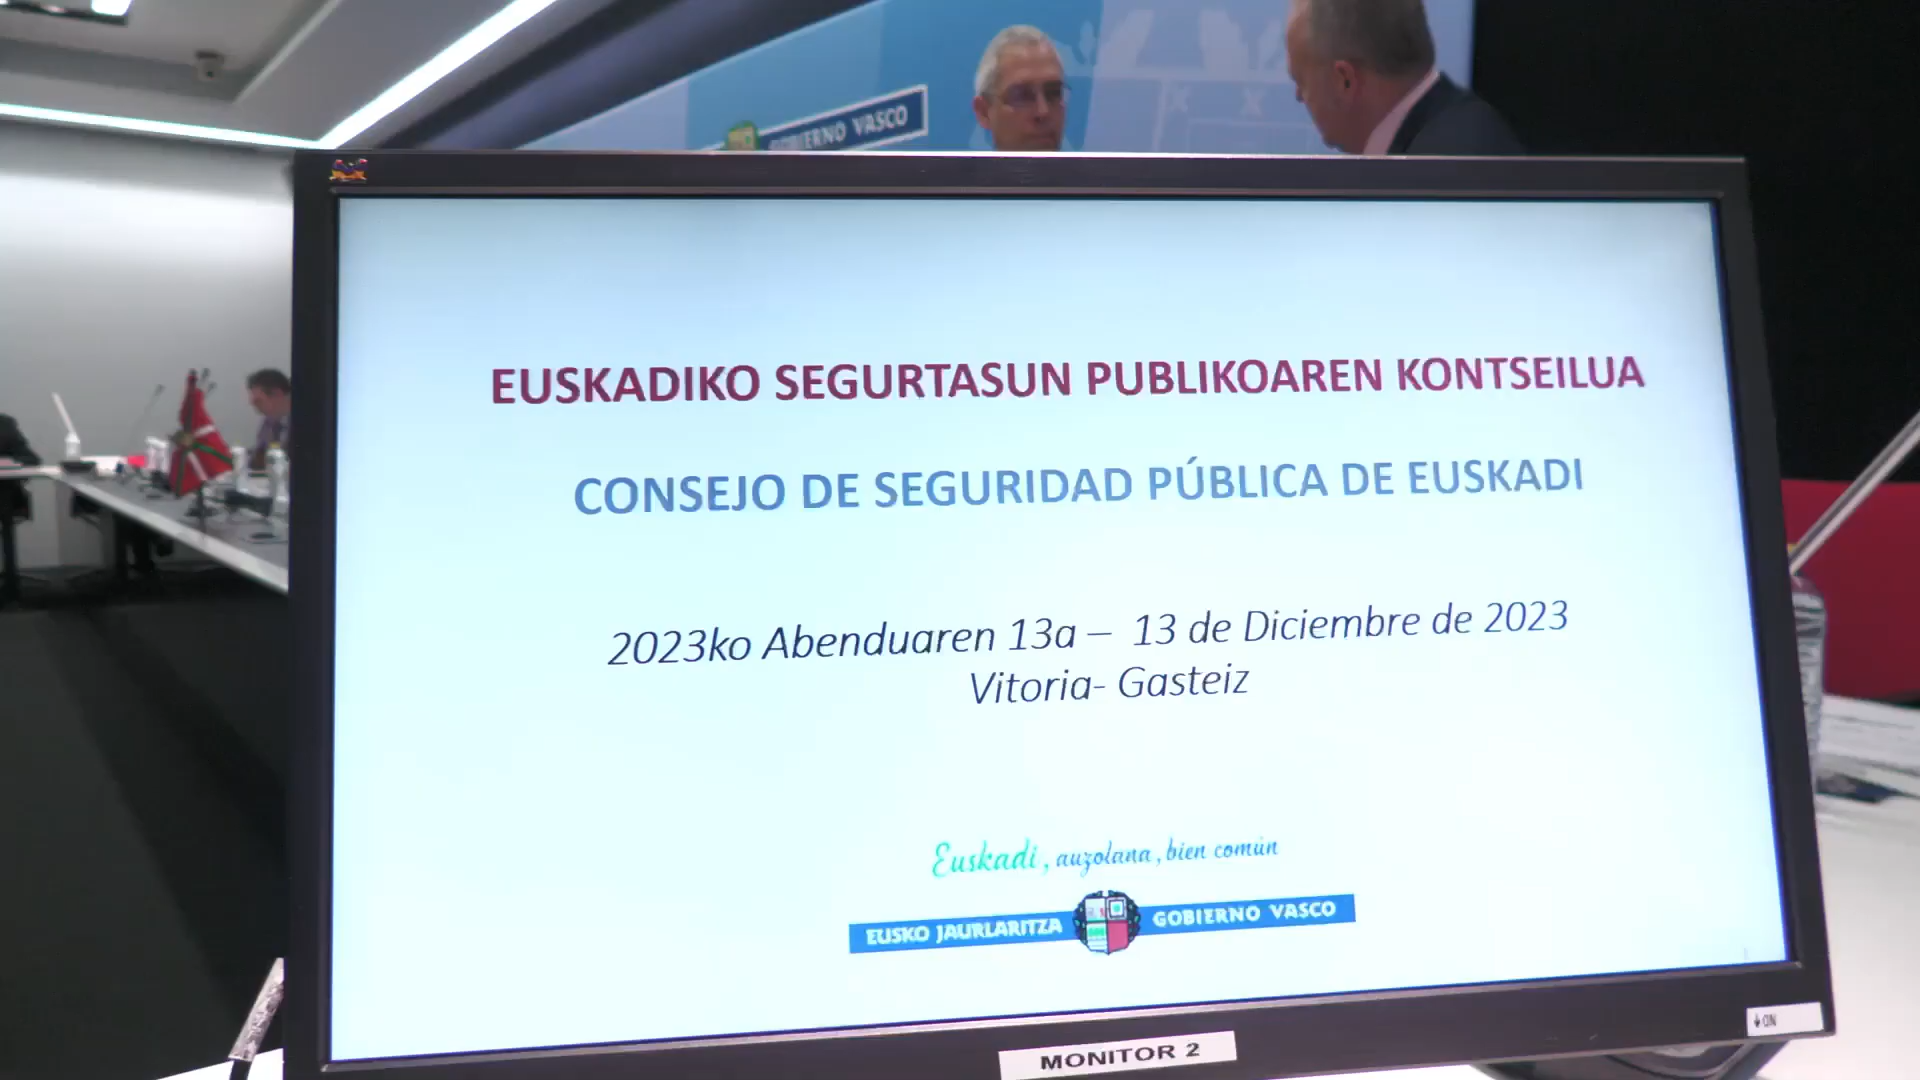 GOBIERNO VASCO
EUSKADIKO SEGURTASUN PUBLIKOAREN KONTSEILUA
CONSEJO DE SEGURIDAD PÚBLICA DE EUSKADI
2023ko Abenduaren 13a – 13 de Diciembre de 2023
Vitoria- Gasteiz
Euskadi, auzolana, bien común
EUSKO JAURLARITZA GOBIERNO VASCO
ON
MONITOR 2